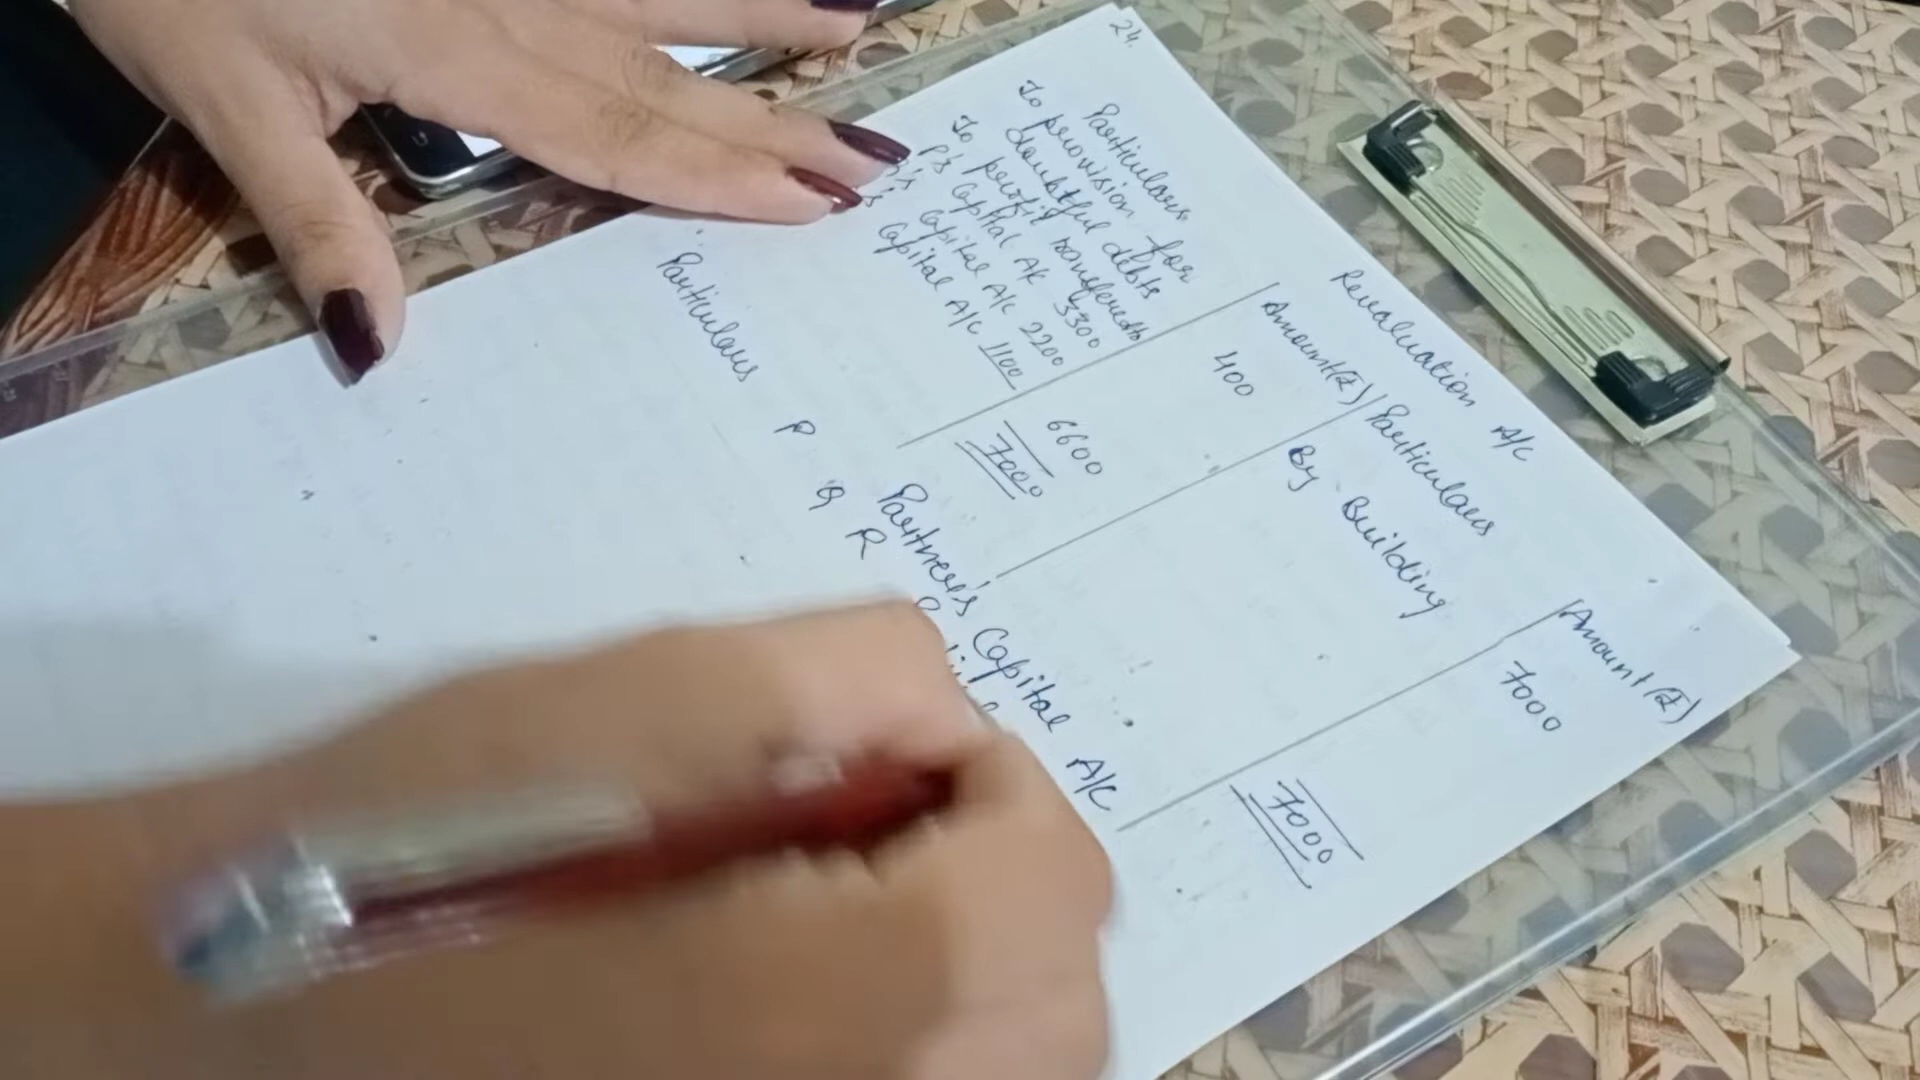 24.
Revaluation A/c
Particulars Amount(₹) Particulars Amount(₹)
To provision for 400 By Building 7000
doubtful debts
To profit
P's Capital A/c 3300
Capital A/c 2200 6600
Capital A/c 1100
7000 7000
Partner's Capital A/c
Particulars P Q R